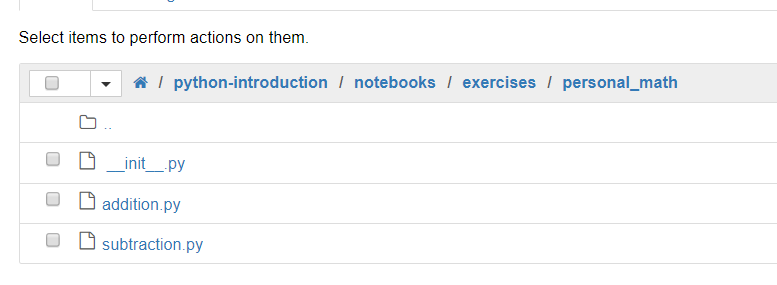 Select items to perform actions on them.
/ python-introduction / notebooks / exercises / personal_math
..
__init__.py
addition.py
subtraction.py